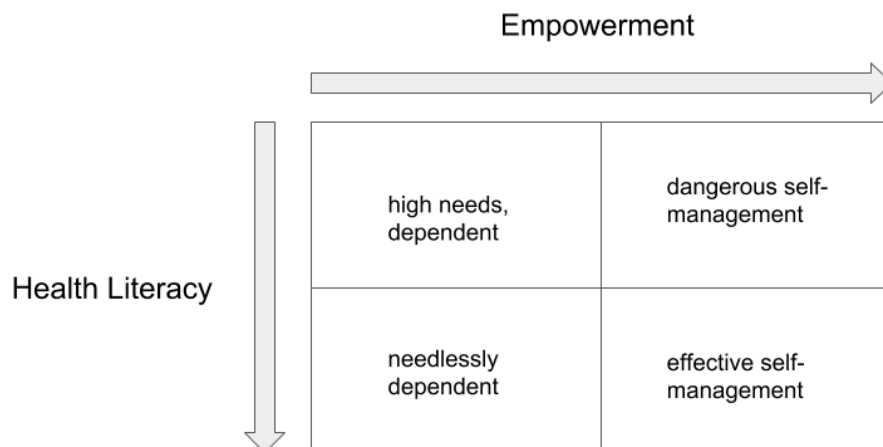 Empowerment
high needs,
dependent
dangerous self-
management
Health Literacy
needlessly
dependent
effective self-
management